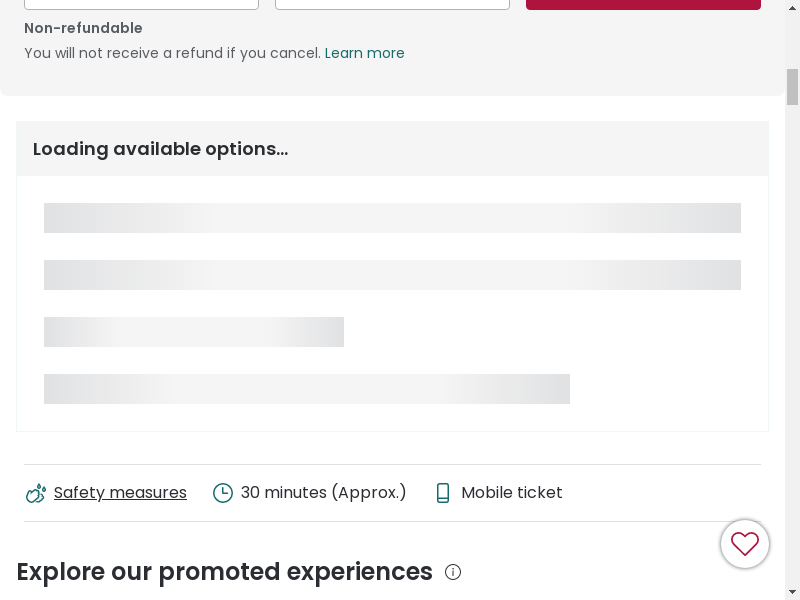 Non-refundable
You will not receive a refund if you cancel. Learn more
Loading available options...
Safety measures
30 minutes (Approx.)
Mobile ticket
Explore our promoted experiences